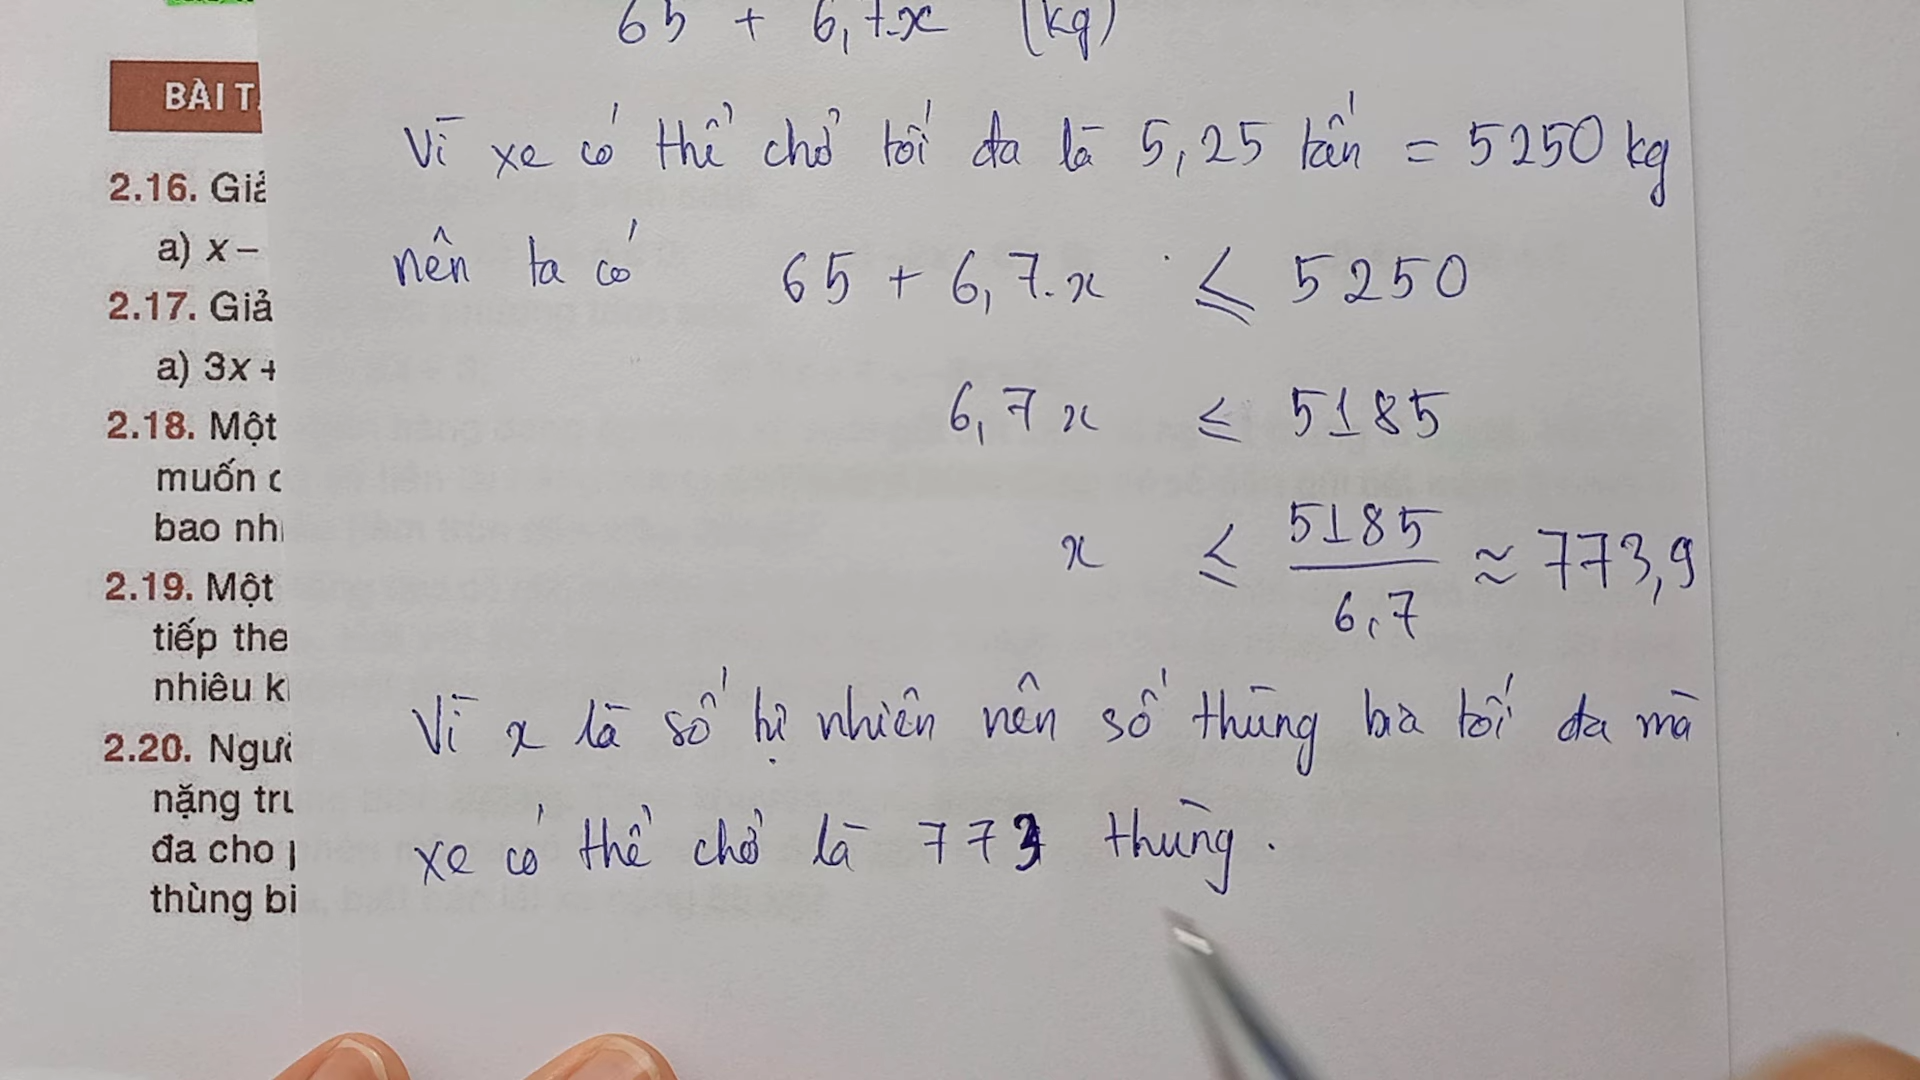 65 + 6,7.x (kg)
Vì xe có thể chở tối đa là 5,25 tấn = 5250 kg
nên ta có 65 + 6,7.x ≤ 5250
6,7x ≤ 5185
x ≤ 5185/6,7 ≈ 773,9
Vì x là số tự nhiên nên số thùng bia tối đa mà
xe có thể chở là 773 thùng.
BÀI T
2.16. Giả
a) x –
2.17. Giả
a) 3x +
2.18. Một
muốn c
bao nhi
2.19. Một
tiếp the
nhiêu k
2.20. Ngườ
nặng tru
đa cho p
thùng bi